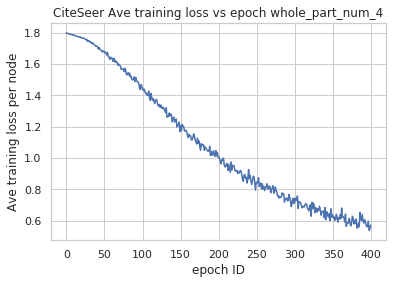 CiteSeer Ave training loss vs epoch whole_part_num_4
Ave training loss per node
1.8
1.6
1.4
1.2
1.0
0.8
0.6
0 50 100 150 200 250 300 350 400
epoch ID